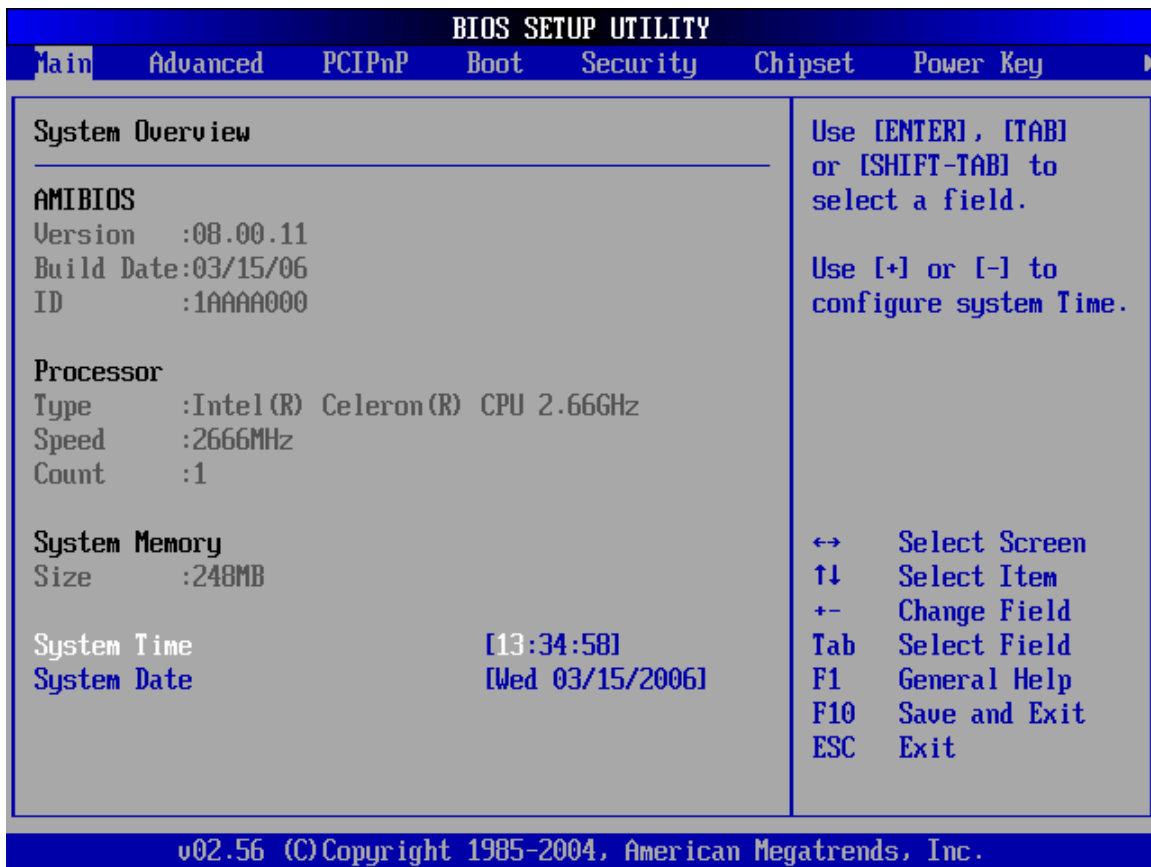 BIOS SETUP UTILITY
Main Advanced PCIPnP Boot Security Chipset Power Key
System Overview
AMIBIOS
Version :08.00.11
Build Date:03/15/06
ID :1AAAA000
Processor
Type :Intel(R) Celeron(R) CPU 2.66GHz
Speed :2666MHz
Count :1
System Memory
Size :248MB
System Time [13:34:58]
System Date [Wed 03/15/2006]
Use [ENTER], [TAB]
or [SHIFT-TAB] to
select a field.
Use [+] or [-] to
configure system Time.
←→ Select Screen
↑↓ Select Item
+- Change Field
Tab Select Field
F1 General Help
F10 Save and Exit
ESC Exit
v02.56 (C)Copyright 1985-2004, American Megatrends, Inc.